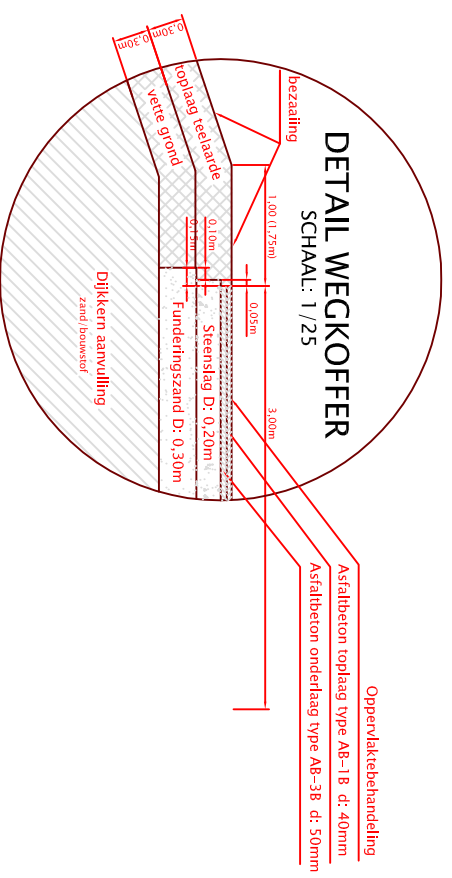 DETAIL WEGKOFFER
SCHAAL: 1/25
bezaaiing
0,30m
0,30m
toplaag teelaarde
vette grond
1,00 (1,75m)
0,10m
0,15m
0,05m
3,00m
Steenslag D: 0,20m
Funderingszand D: 0,30m
Dijkkern aanvulling
zand/bouwstof
Oppervlaktebehandeling
Asfaltbeton toplaag type AB-1B d: 40mm
Asfaltbeton onderlaag type AB-3B d: 50mm